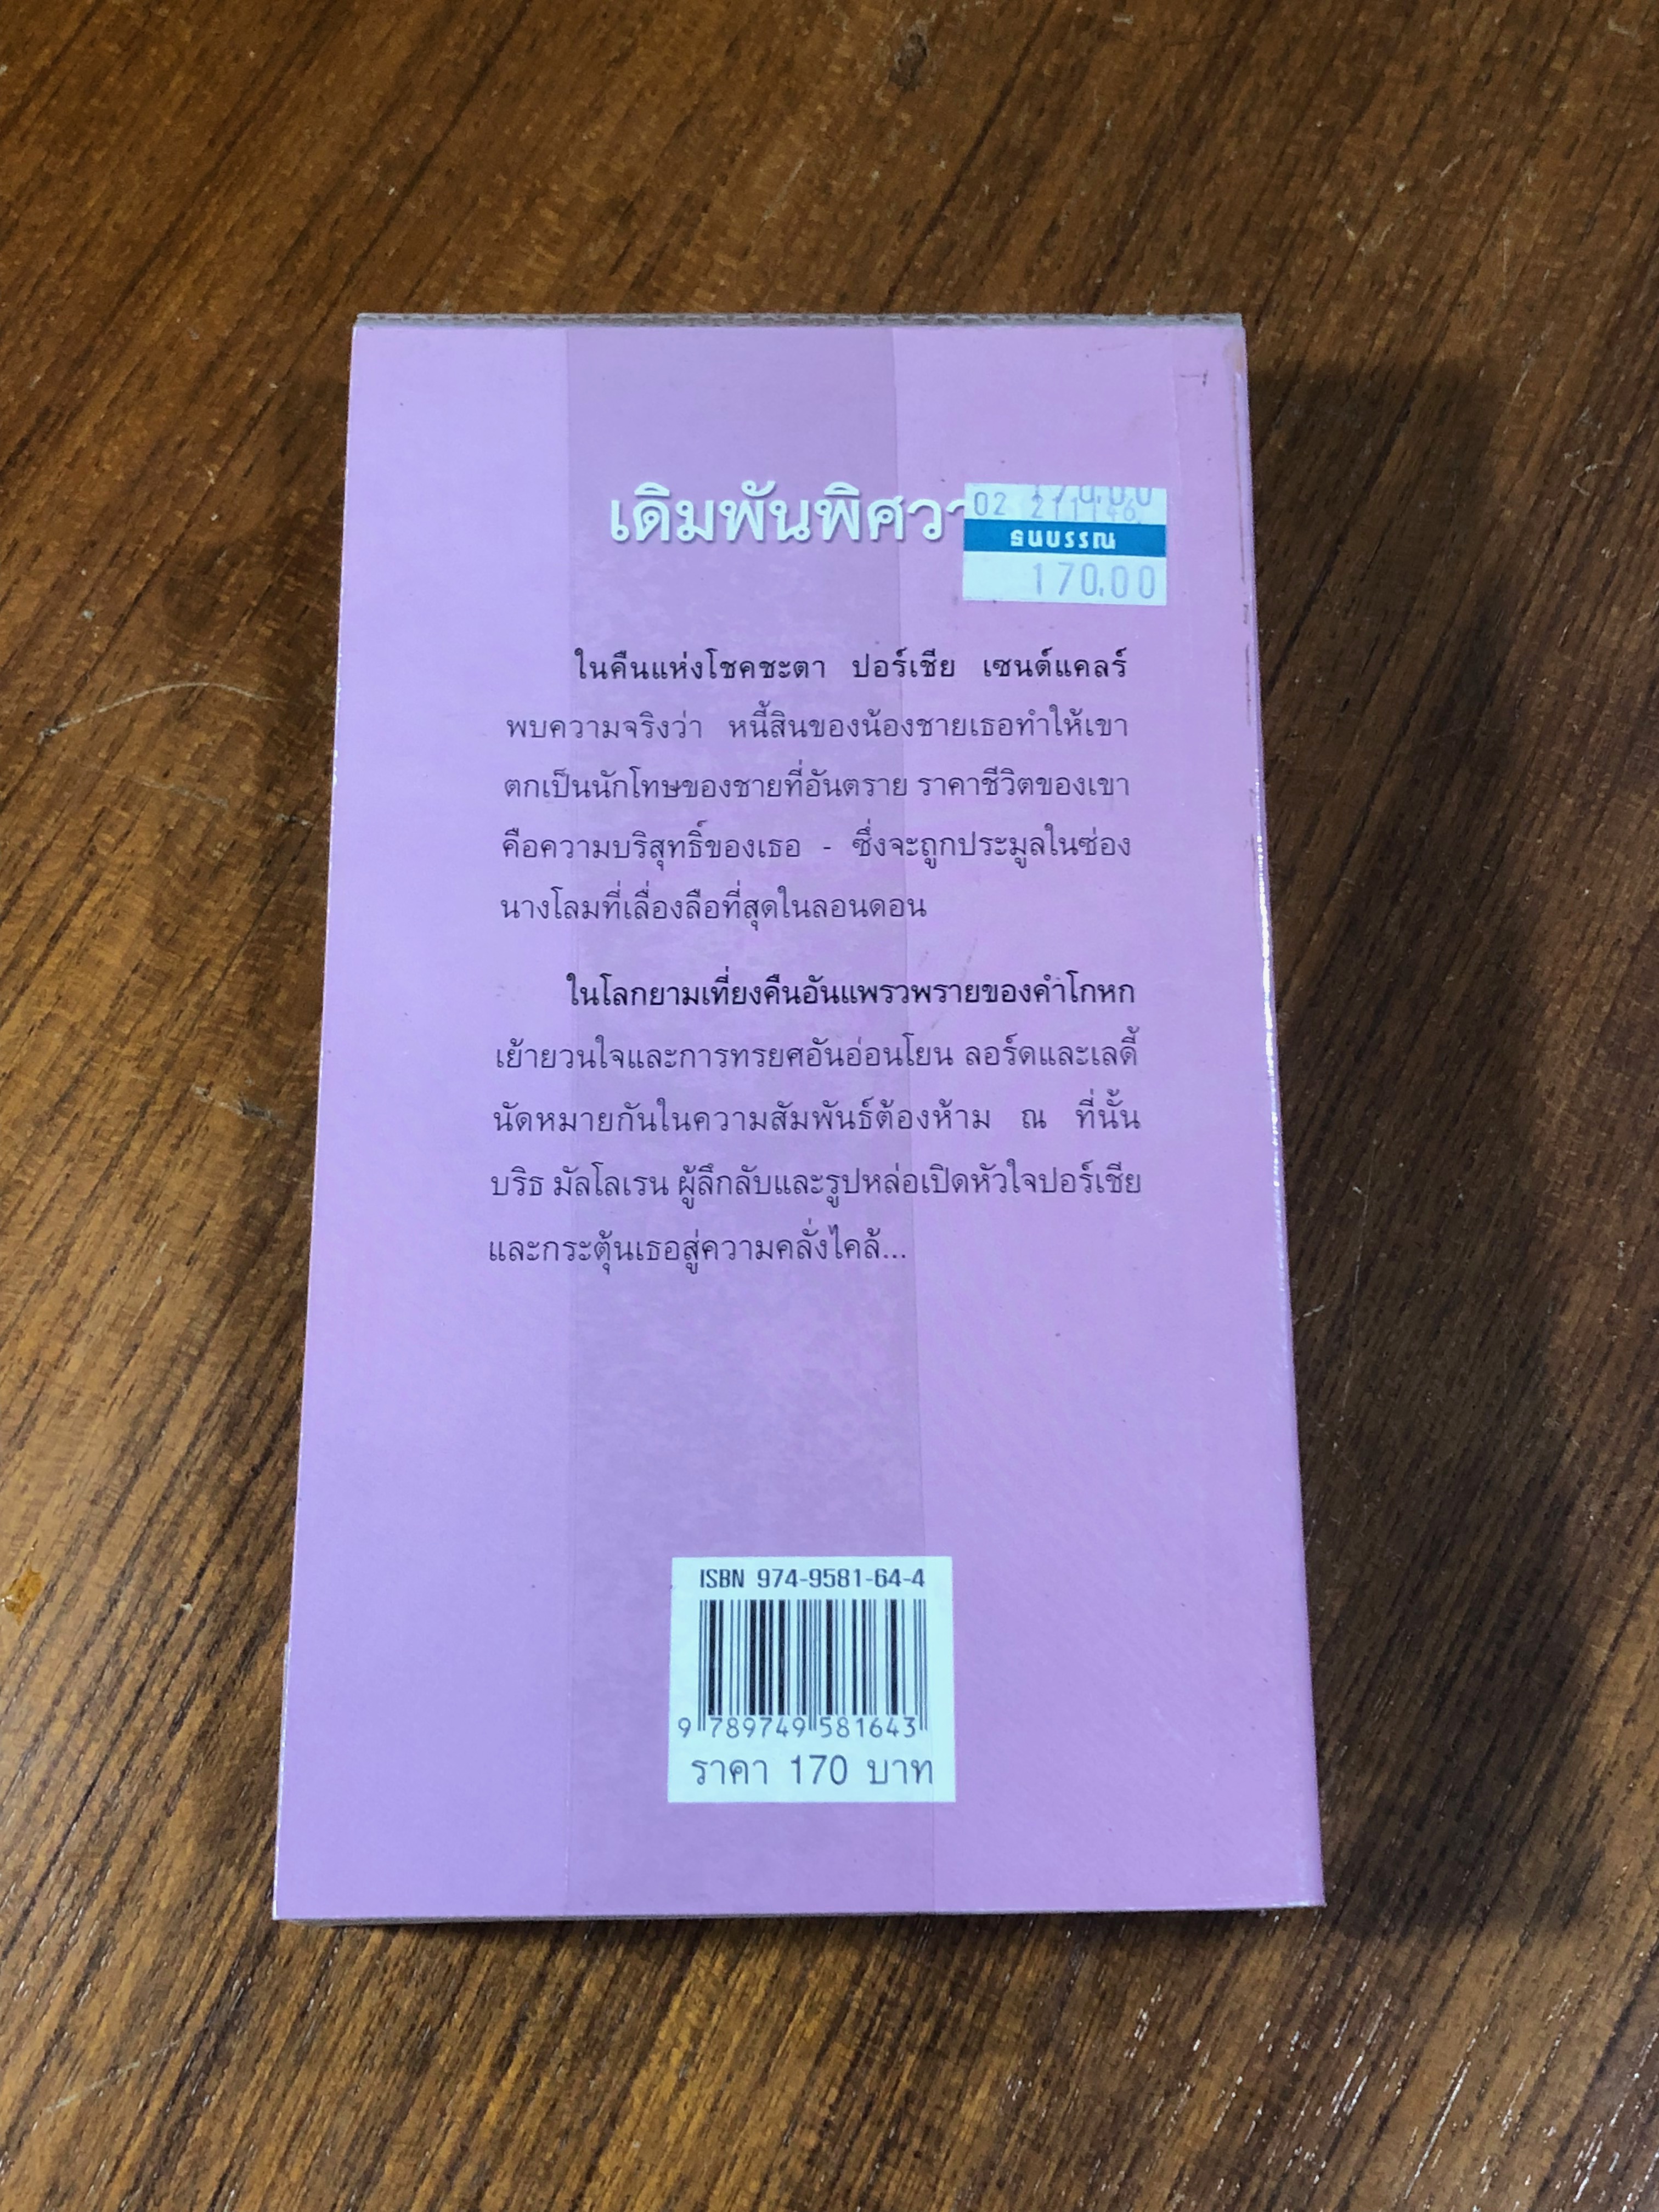 เดิมพันพิศวา
170.00
02 211146
ธนบรรณ
170.00
ในคืนแห่งโชคชะตา ปอร์เชีย เซนต์แคลร์
พบความจริงว่า หนี้สินของน้องชายเธอทำให้เขา
ตกเป็นนักโทษของชายที่อันตราย ราคาชีวิตของเขา
คือความบริสุทธิ์ของเธอ - ซึ่งจะถูกประมูลในซ่อง
นางโลมที่เลื่องลือที่สุดในลอนดอน
ในโลกยามเที่ยงคืนอันแพรวพรายของคำโกหก
เย้ายวนใจและการทรยศอันอ่อนโยน ลอร์ดและเลดี้
นัดหมายกันในความสัมพันธ์ต้องห้าม ณ ที่นั้น
บริธ มัลโลเรน ผู้ลึกลับและรูปหล่อเปิดหัวใจปอร์เชีย
และกระตุ้นเธอสู่ความคลั่งไคล้...
ISBN 974-9581-64-4
9 789749 581643
ราคา 170 บาท